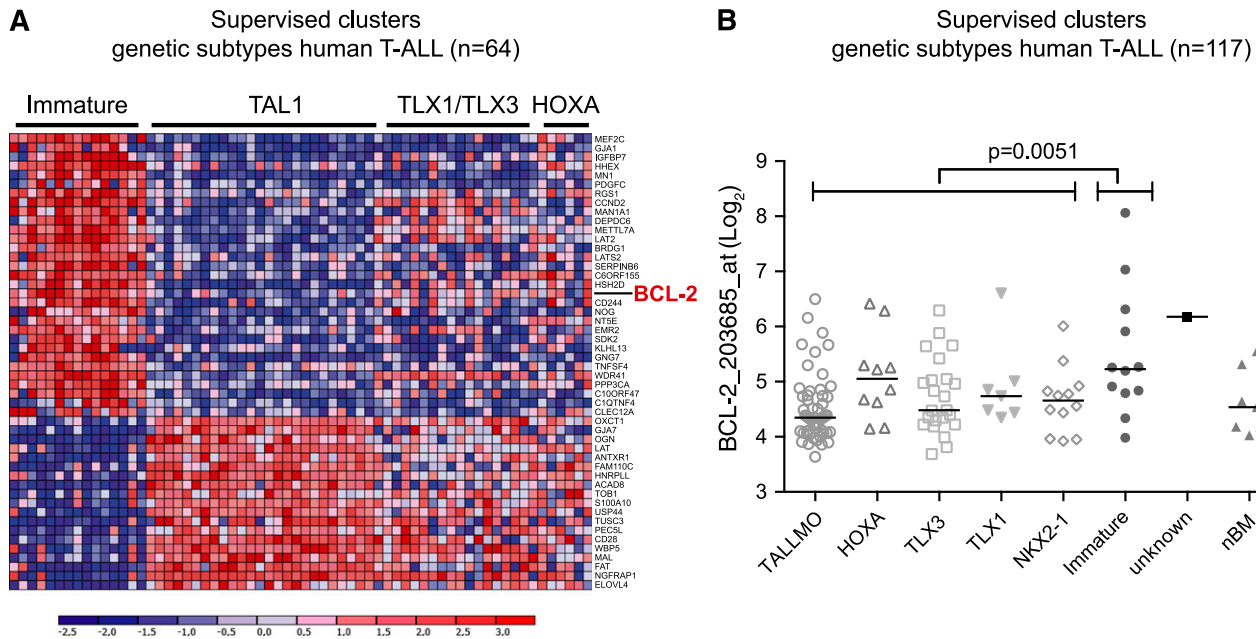 A
Supervised clusters
genetic subtypes human T-ALL (n=64)
Immature TAL1 TLX1/TLX3 HOXA
MEF2C
GJA1
IGFBP7
HHEX
MN1
PDGFC
RGS1
CCND2
MAN1A1
DEPDC6
METTL7A
LAT2
BRDG1
LATS2
SERPINB6
C6ORF155
HSH2D
BCL-2
CD244
NOG
NT5E
EMR2
SDK2
KLHL13
GNG7
TNFSF4
WDR41
PPP3CA
C10ORF47
C1QTNF4
CLEC12A
OXCT1
GJA7
OGN
LAT
ANTXR1
FAM110C
HNRPLL
ACAD8
TOB1
S100A10
USP44
TUSC3
PEC5L
CD28
WBP5
MAL
FAT
NGFRAP1
ELOVL4
-2.5 -2.0 -1.5 -1.0 -0.5 0.0 0.5 1.0 1.5 2.0 2.5 3.0
B
Supervised clusters
genetic subtypes human T-ALL (n=117)
p=0.0051
BCL-2_203685_at (Log2)
9
8
7
6
5
4
3
TALLMO HOXA TLX3 TLX1 NKX2-1 Immature unknown nBM